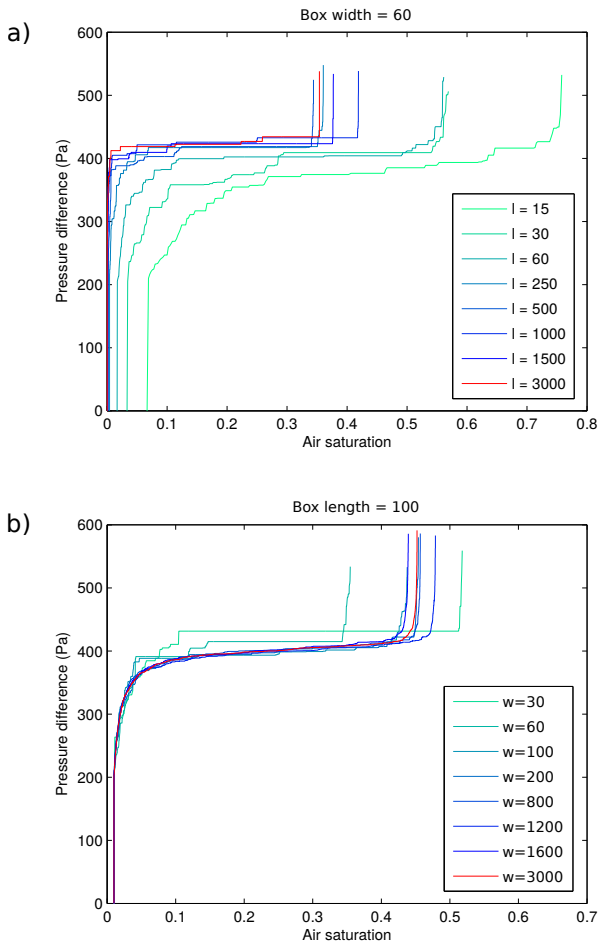 a)
Box width = 60
600
500
400
300
200
100
0
Pressure difference (Pa)
l = 15
l = 30
l = 60
l = 250
l = 500
l = 1000
l = 1500
l = 3000
0 0.1 0.2 0.3 0.4 0.5 0.6 0.7 0.8
Air saturation
b)
Box length = 100
600
500
400
300
200
100
0
Pressure difference (Pa)
w=30
w=60
w=100
w=200
w=800
w=1200
w=1600
w=3000
0 0.1 0.2 0.3 0.4 0.5 0.6 0.7
Air saturation